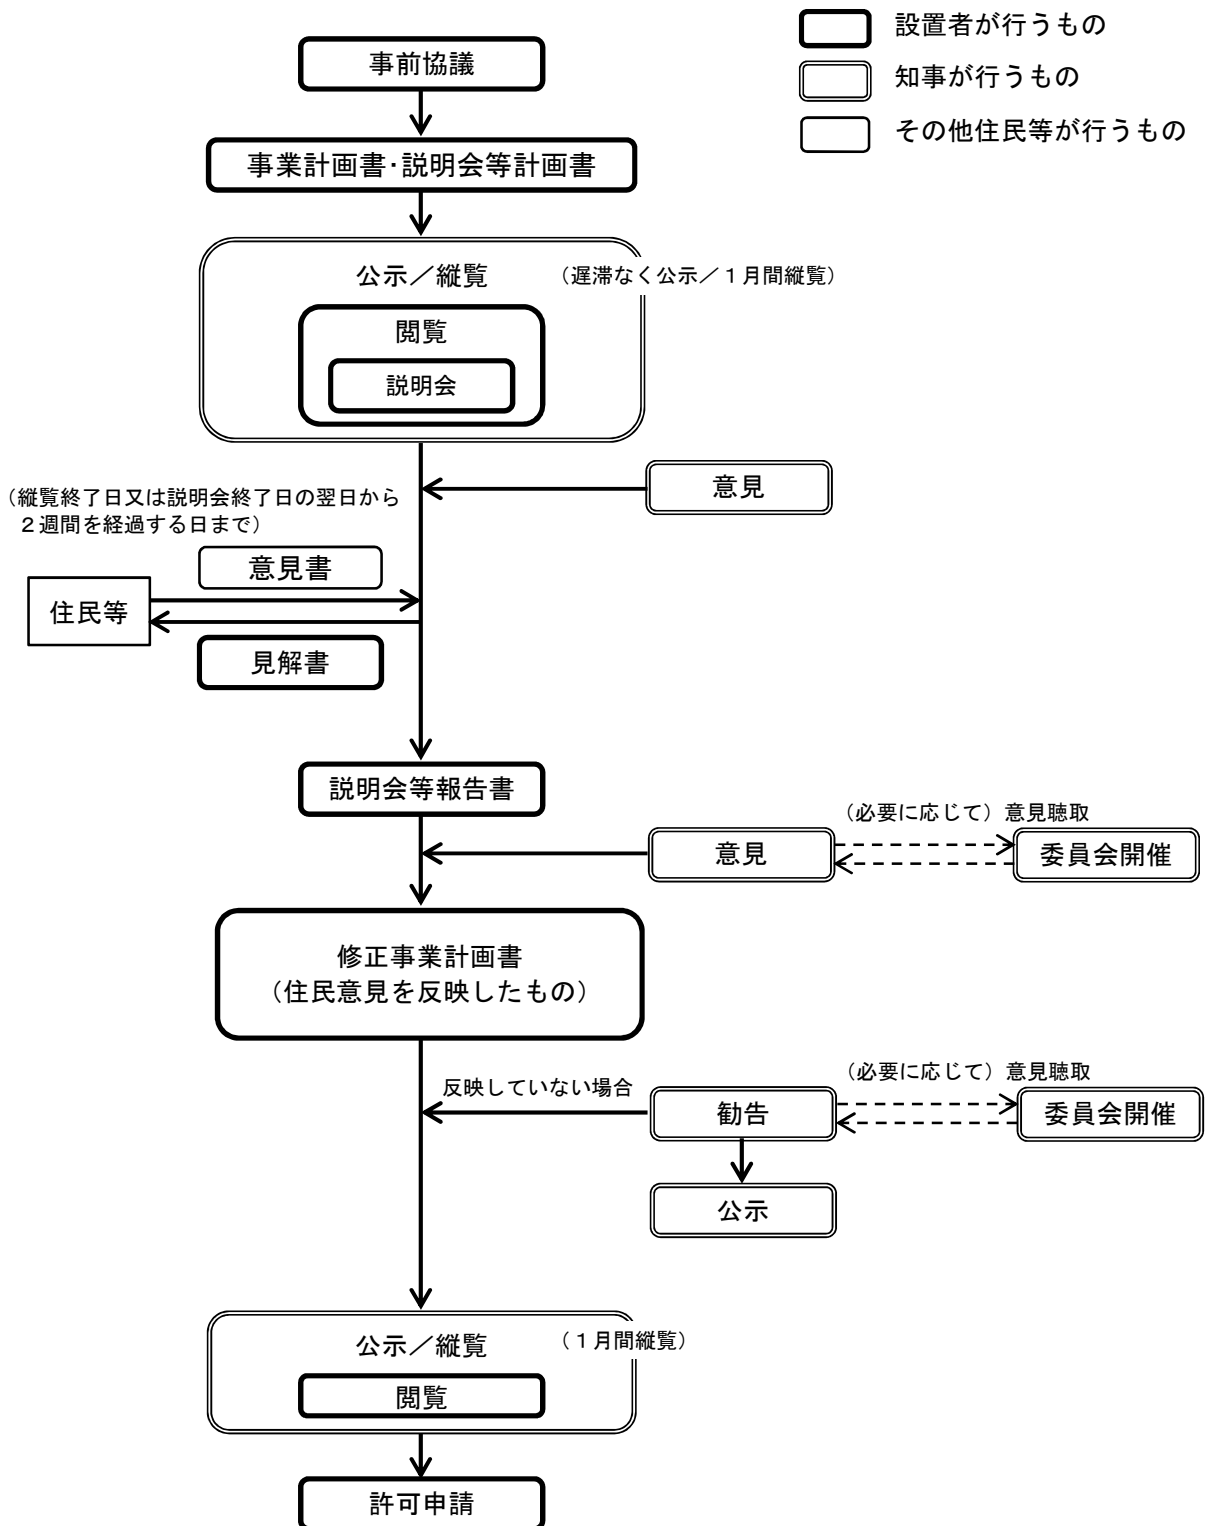 設置者が行うもの
知事が行うもの
その他住民等が行うもの
事前協議
事業計画書・説明会等計画書
公示／縦覧
（遅滞なく公示／１月間縦覧）
閲覧
説明会
意見
（縦覧終了日又は説明会終了日の翌日から
２週間を経過する日まで）
意見書
住民等
見解書
説明会等報告書
（必要に応じて）意見聴取
意見
委員会開催
修正事業計画書
（住民意見を反映したもの）
反映していない場合
（必要に応じて）意見聴取
勧告
委員会開催
公示
公示／縦覧
（１月間縦覧）
閲覧
許可申請